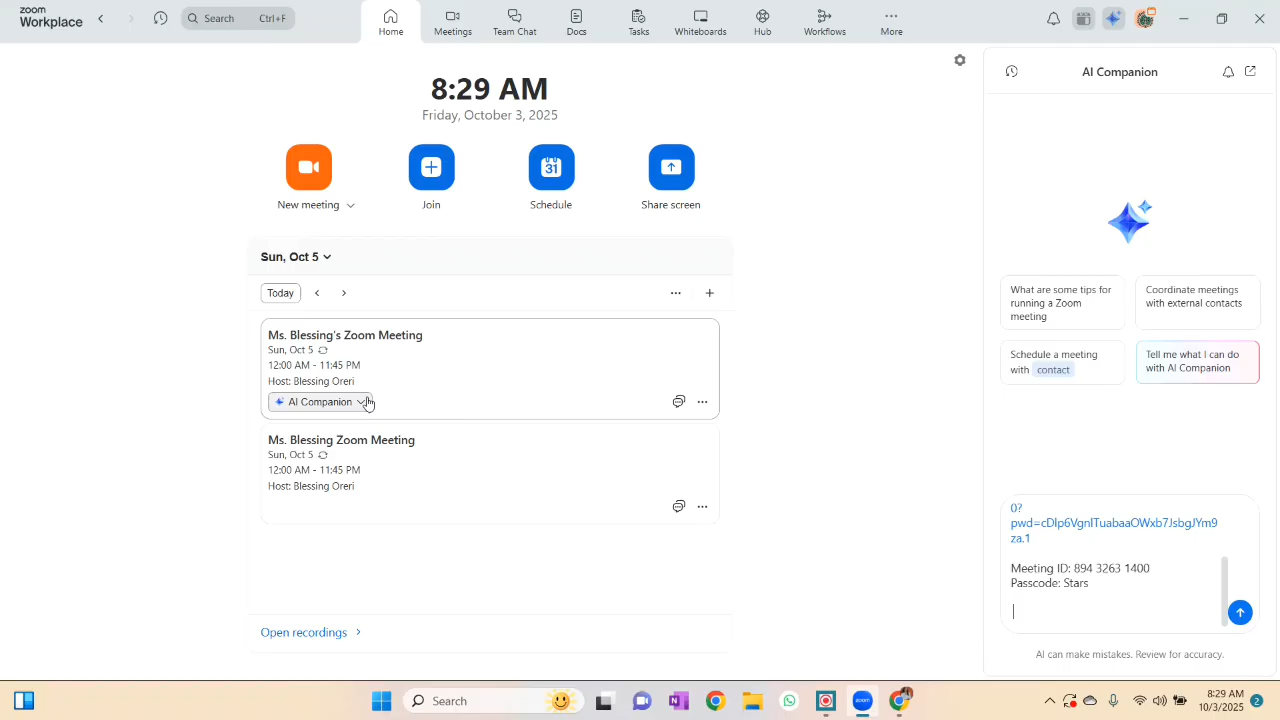 zoom
Workplace
Search Ctrl+F
Home
Meetings
Team Chat
Docs
Tasks
Whiteboards
Hub
Workflows
More
8:29 AM
Friday, October 3, 2025
New meeting
Join
31
Schedule
Share screen
Sun, Oct 5
Today
Ms. Blessing's Zoom Meeting
Sun, Oct 5
12:00 AM - 11:45 PM
Host: Blessing Oreri
AI Companion
Ms. Blessing Zoom Meeting
Sun, Oct 5
12:00 AM - 11:45 PM
Host: Blessing Oreri
Open recordings
AI Companion
What are some tips for
running a Zoom
meeting
Coordinate meetings
with external contacts
Schedule a meeting
with contact
Tell me what I can do
with AI Companion
0?
pwd=cDlp6VgnlTuabaaOWxb7JsbgJYm9
za.1
Meeting ID: 894 3263 1400
Passcode: Stars
AI can make mistakes. Review for accuracy.
Search
zoom
8:29 AM
10/3/2025
2